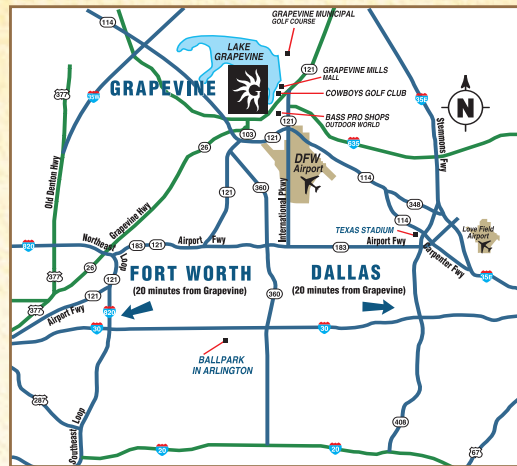 GRAPEVINE MUNICIPAL
GOLF COURSE
114
LAKE
GRAPEVINE
121
GRAPEVINE MILLS
MALL
GRAPEVINE
COWBOYS GOLF CLUB
377
BASS PRO SHOPS
OUTDOOR WORLD
N
Stemmons Fwy
121
103
121
635
26
DFW
Airport
Old Denton Hwy
114
121
360
International Pkwy
348
114
Grapevine Hwy
TEXAS STADIUM
Love Field
Airport
Northeast
Loop
820
183
121
Airport Fwy
183
Airport Fwy
Carpenter Fwy
26
377
FORT WORTH
(20 minutes from Grapevine)
DALLAS
(20 minutes from Grapevine)
121
360
377
121
Airport Fwy
820
30
30
BALLPARK
IN ARLINGTON
287
Southeast Loop
408
20
20
67